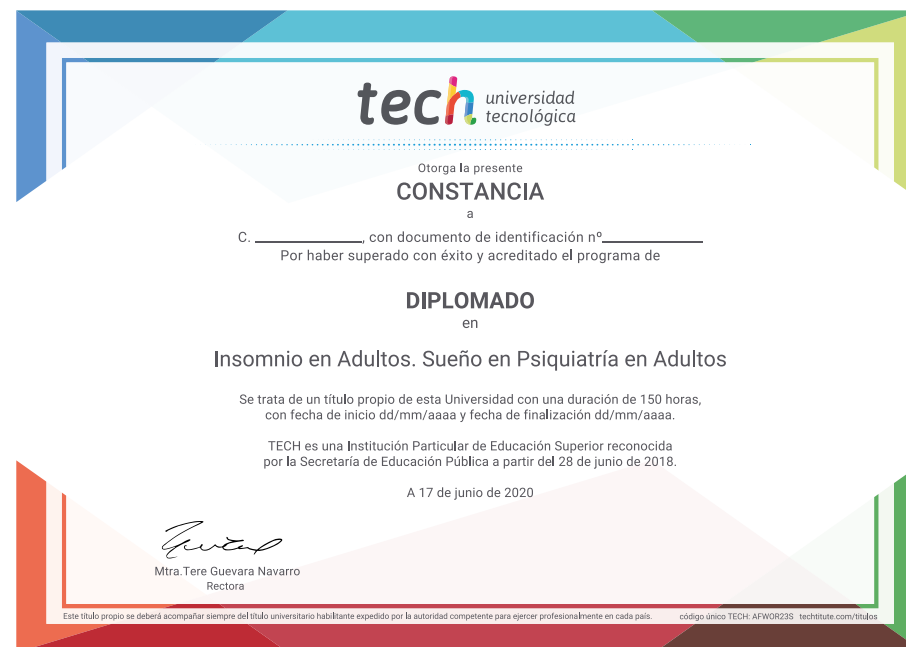 tech universidad
tecnológica
Otorga la presente
CONSTANCIA
a
C. ____________, con documento de identificación nº____________
Por haber superado con éxito y acreditado el programa de
DIPLOMADO
en
Insomnio en Adultos. Sueño en Psiquiatría en Adultos
Se trata de un título propio de esta Universidad con una duración de 150 horas,
con fecha de inicio dd/mm/aaaa y fecha de finalización dd/mm/aaaa.
TECH es una Institución Particular de Educación Superior reconocida
por la Secretaría de Educación Pública a partir del 28 de junio de 2018.
A 17 de junio de 2020
Mtra.Tere Guevara Navarro
Rectora
Este título propio se deberá acompañar siempre del título universitario habilitante expedido por la autoridad competente para ejercer profesionalmente en cada país. código único TECH: AFWOR23S techtitute.com/titulos